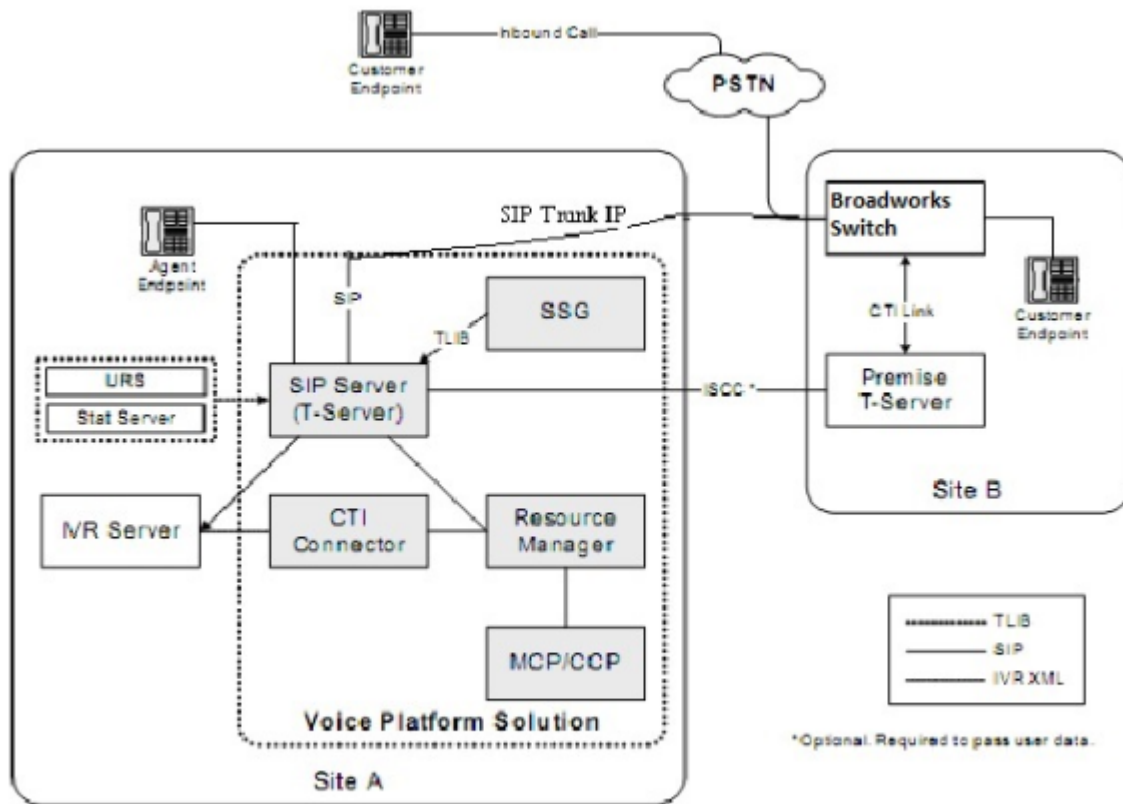 Inbound Call
Customer
Endpoint
PSTN
Agent
Endpoint
SIP Trunk IP
Broadworks
Switch
Customer
Endpoint
SIP
SSG
TLIB
CTI Link
URS
Stat Server
SIP Server
(T-Server)
ISCC *
Premise
T-Server
Site B
IVR Server
CTI
Connector
Resource
Manager
MCP/CCP
Voice Platform Solution
Site A
TLIB
SIP
IVR XML
*Optional. Required to pass user data.